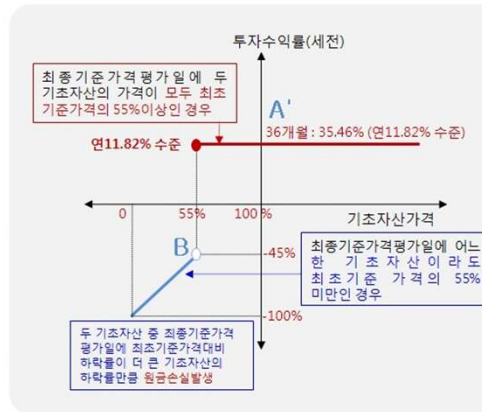 투자수익률(세전)
최종기준가격평가일에 두
기초자산의 가격이 모두 최초
기준가격의 55%이상인 경우
A'
36개월 : 35.46% (연11.82% 수준)
연11.82% 수준
0
55%
100 %
기초자산가격
B
-45%
최종기준가격평가일에 어느
한 기초자산이라도
최초기준 가격의 55%
미만인 경우
-100%
두 기초자산 중 최종기준가격
평가일에 최초기준가격대비
하락률이 더 큰 기초자산의
하락률만큼 원금손실발생